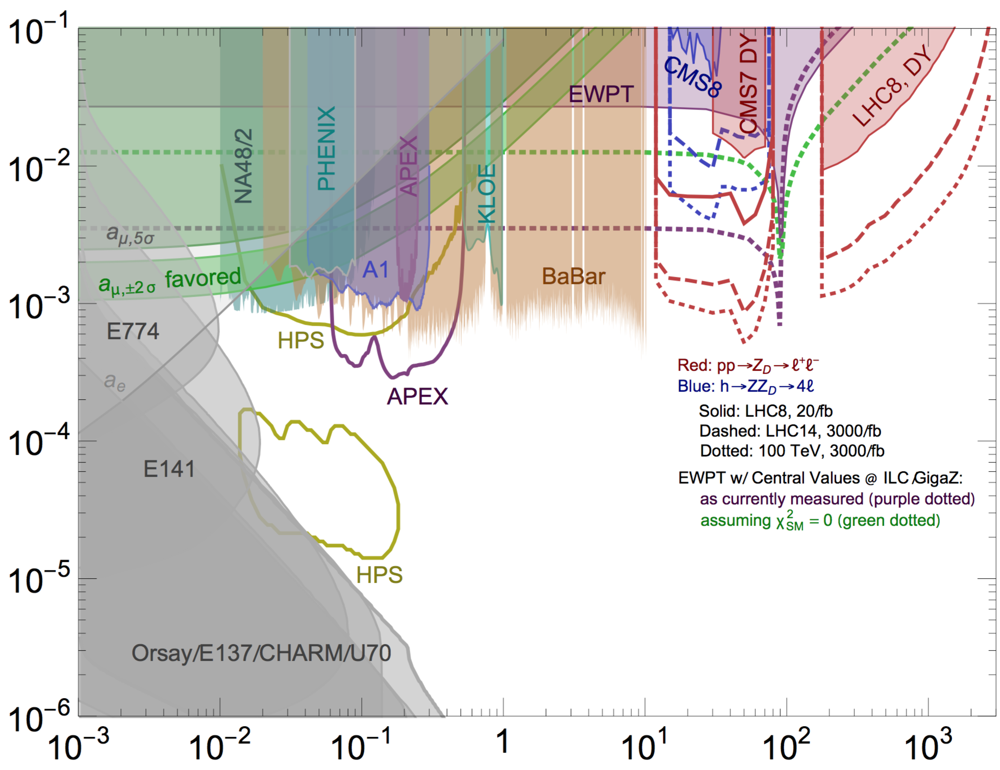 10⁻¹
10⁻²
10⁻³
10⁻⁴
10⁻⁵
10⁻⁶
10⁻³
10⁻²
10⁻¹
1
10¹
10²
10³
NA48/2
PHENIX
APEX
KLOE
EWPT
CMS8
CMS7 DY
LHC8, DY
a_{μ,5σ}
a_{μ,±2σ} favored
A1
BaBar
E774
HPS
a_e
APEX
E141
HPS
Orsay/E137/CHARM/U70
Red: pp→Z_D→ℓ⁺ℓ⁻
Blue: h→ZZ_D→4ℓ
Solid: LHC8, 20/fb
Dashed: LHC14, 3000/fb
Dotted: 100 TeV, 3000/fb
EWPT w/ Central Values @ ILC/GigaZ:
as currently measured (purple dotted)
assuming χ²_SM = 0 (green dotted)